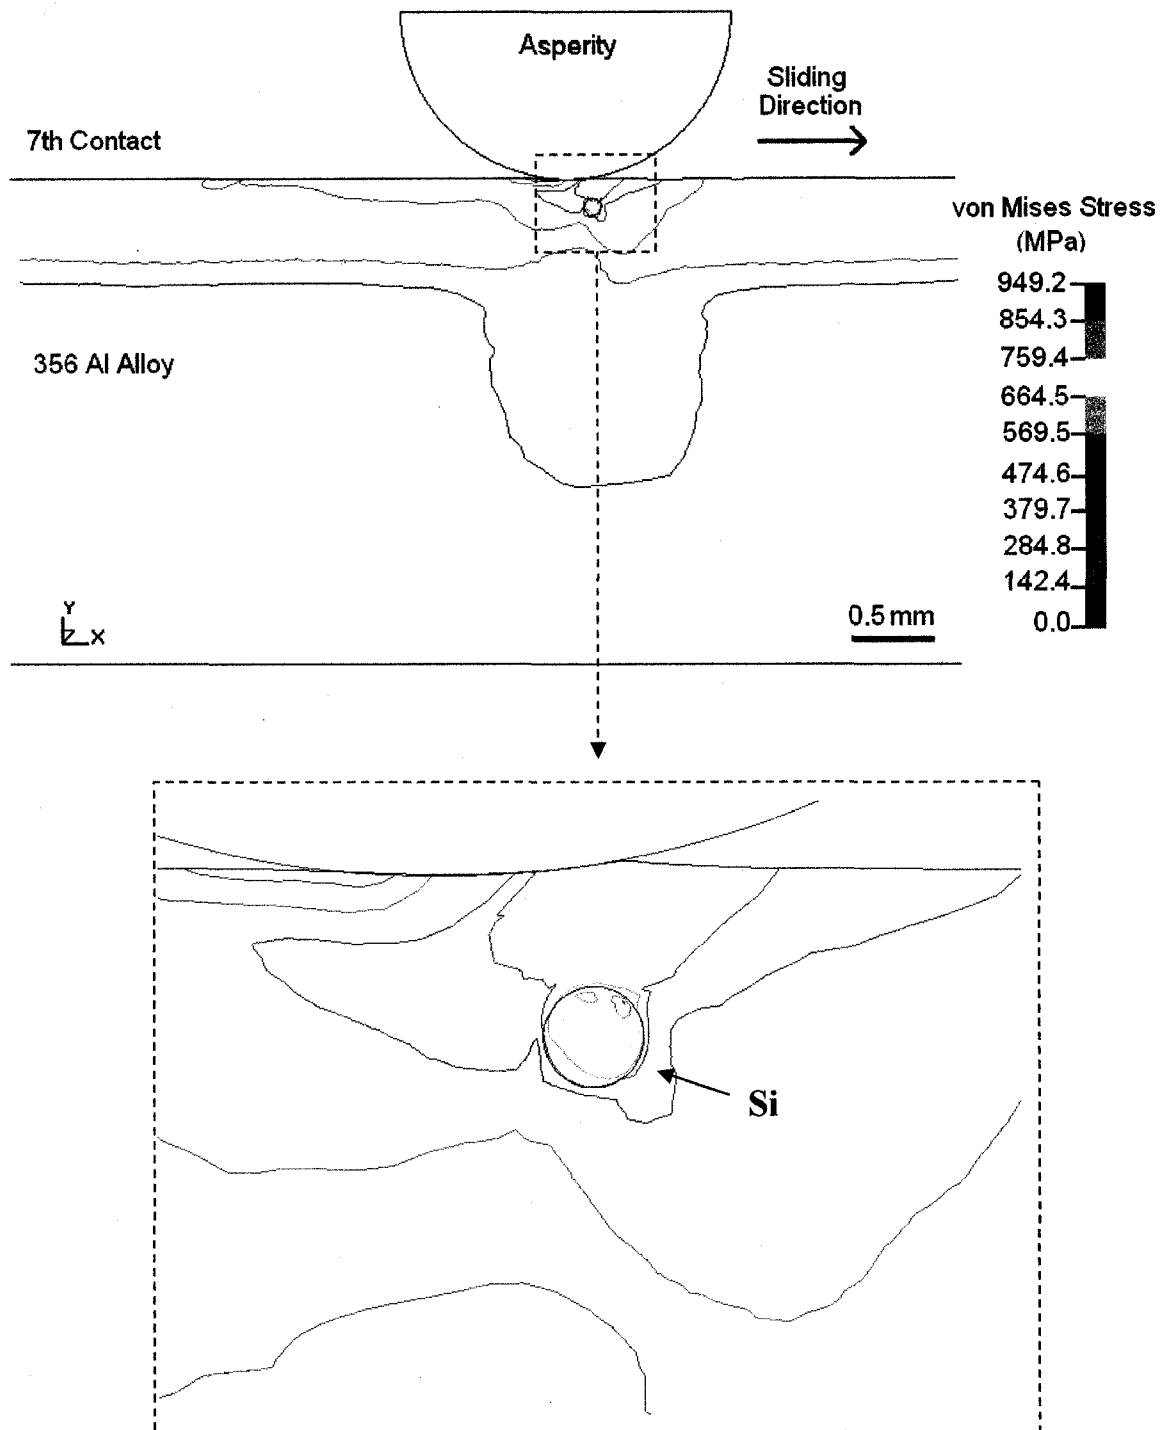 Asperity
Sliding
Direction
7th Contact
von Mises Stress
(MPa)
949.2
854.3
759.4
664.5
569.5
474.6
379.7
284.8
142.4
0.0
356 Al Alloy
Y
Z X
0.5 mm
Si